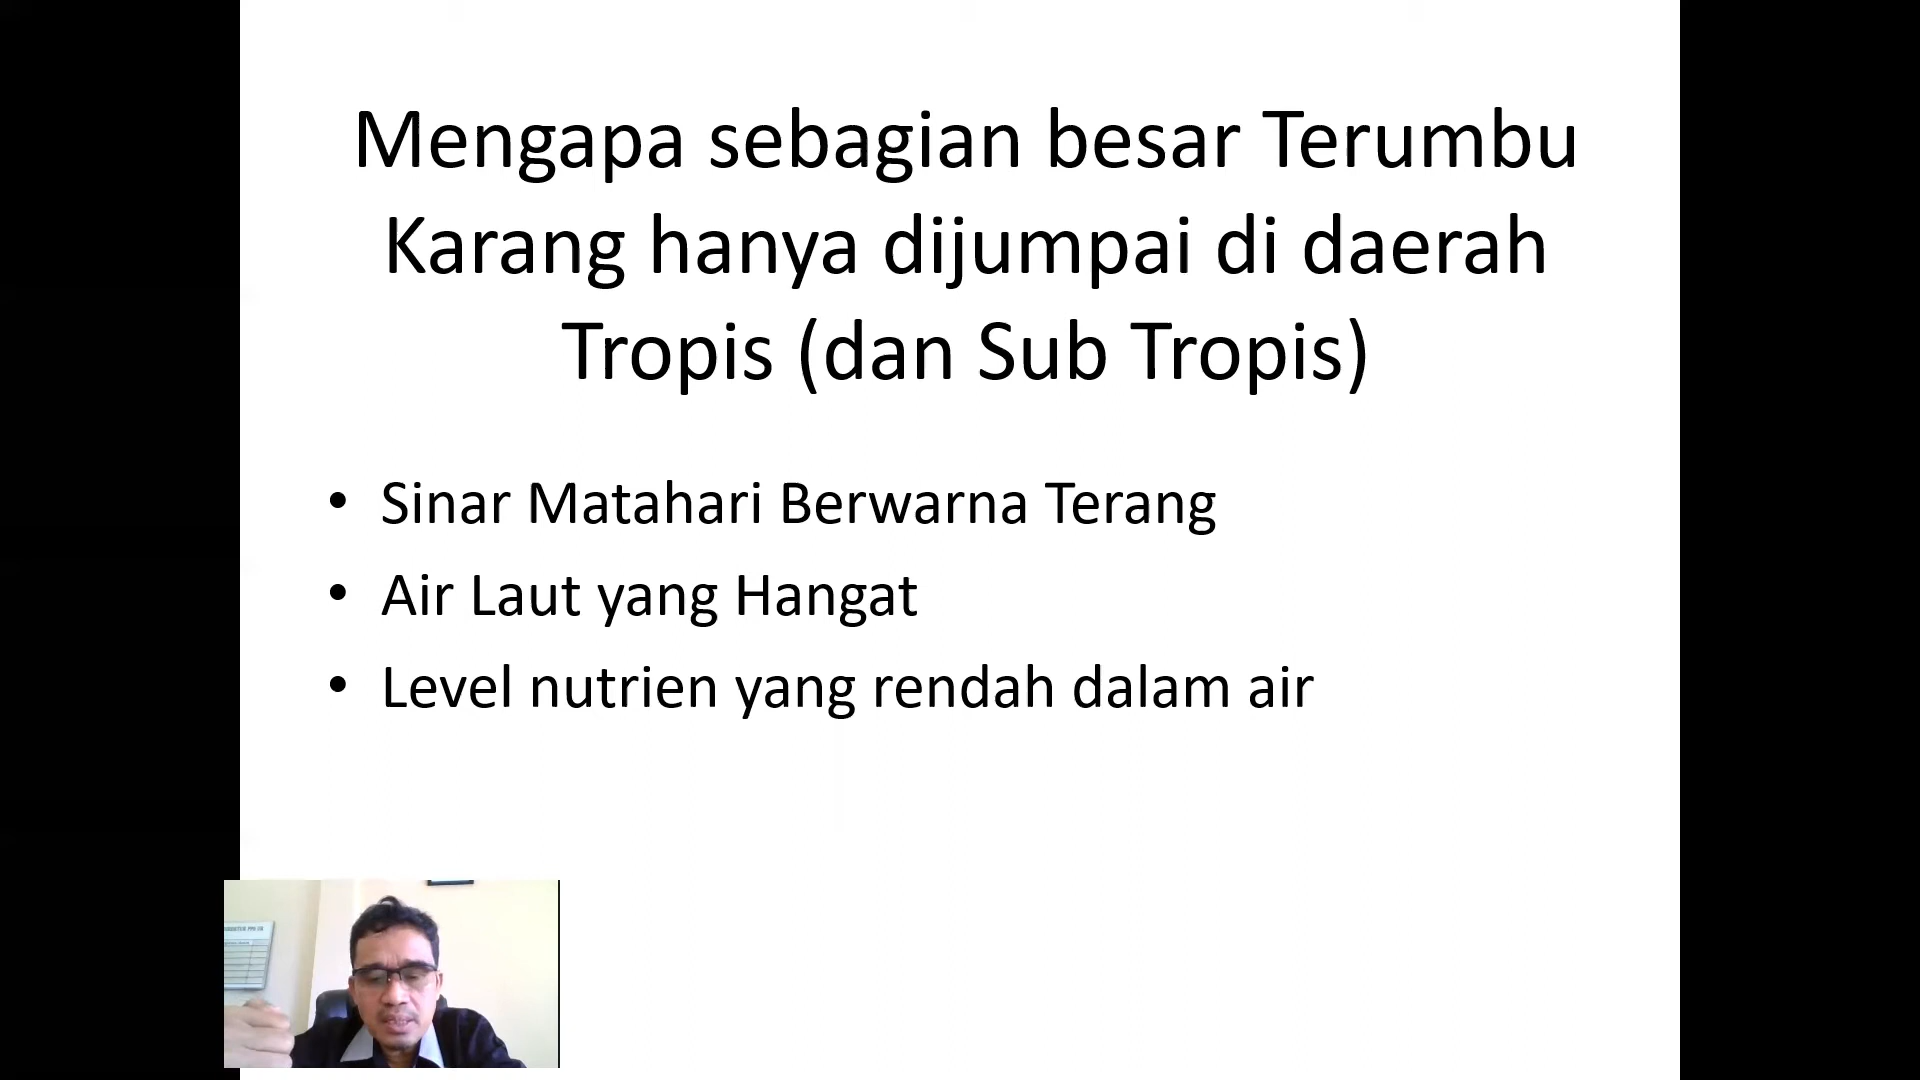 Mengapa sebagian besar Terumbu
Karang hanya dijumpai di daerah
Tropis (dan Sub Tropis)
• Sinar Matahari Berwarna Terang
• Air Laut yang Hangat
• Level nutrien yang rendah dalam air